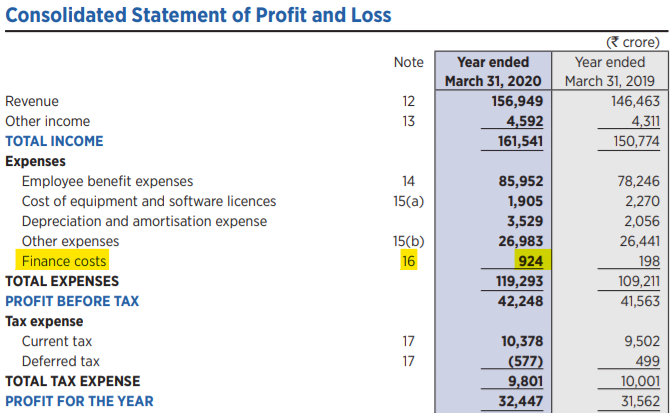 Consolidated Statement of Profit and Loss
(₹ crore)
Note Year ended Year ended
March 31, 2020 March 31, 2019
Revenue 12 156,949 146,463
Other income 13 4,592 4,311
TOTAL INCOME 161,541 150,774
Expenses
Employee benefit expenses 14 85,952 78,246
Cost of equipment and software licences 15(a) 1,905 2,270
Depreciation and amortisation expense 3,529 2,056
Other expenses 15(b) 26,983 26,441
Finance costs 16 924 198
TOTAL EXPENSES 119,293 109,211
PROFIT BEFORE TAX 42,248 41,563
Tax expense
Current tax 17 10,378 9,502
Deferred tax 17 (577) 499
TOTAL TAX EXPENSE 9,801 10,001
PROFIT FOR THE YEAR 32,447 31,562